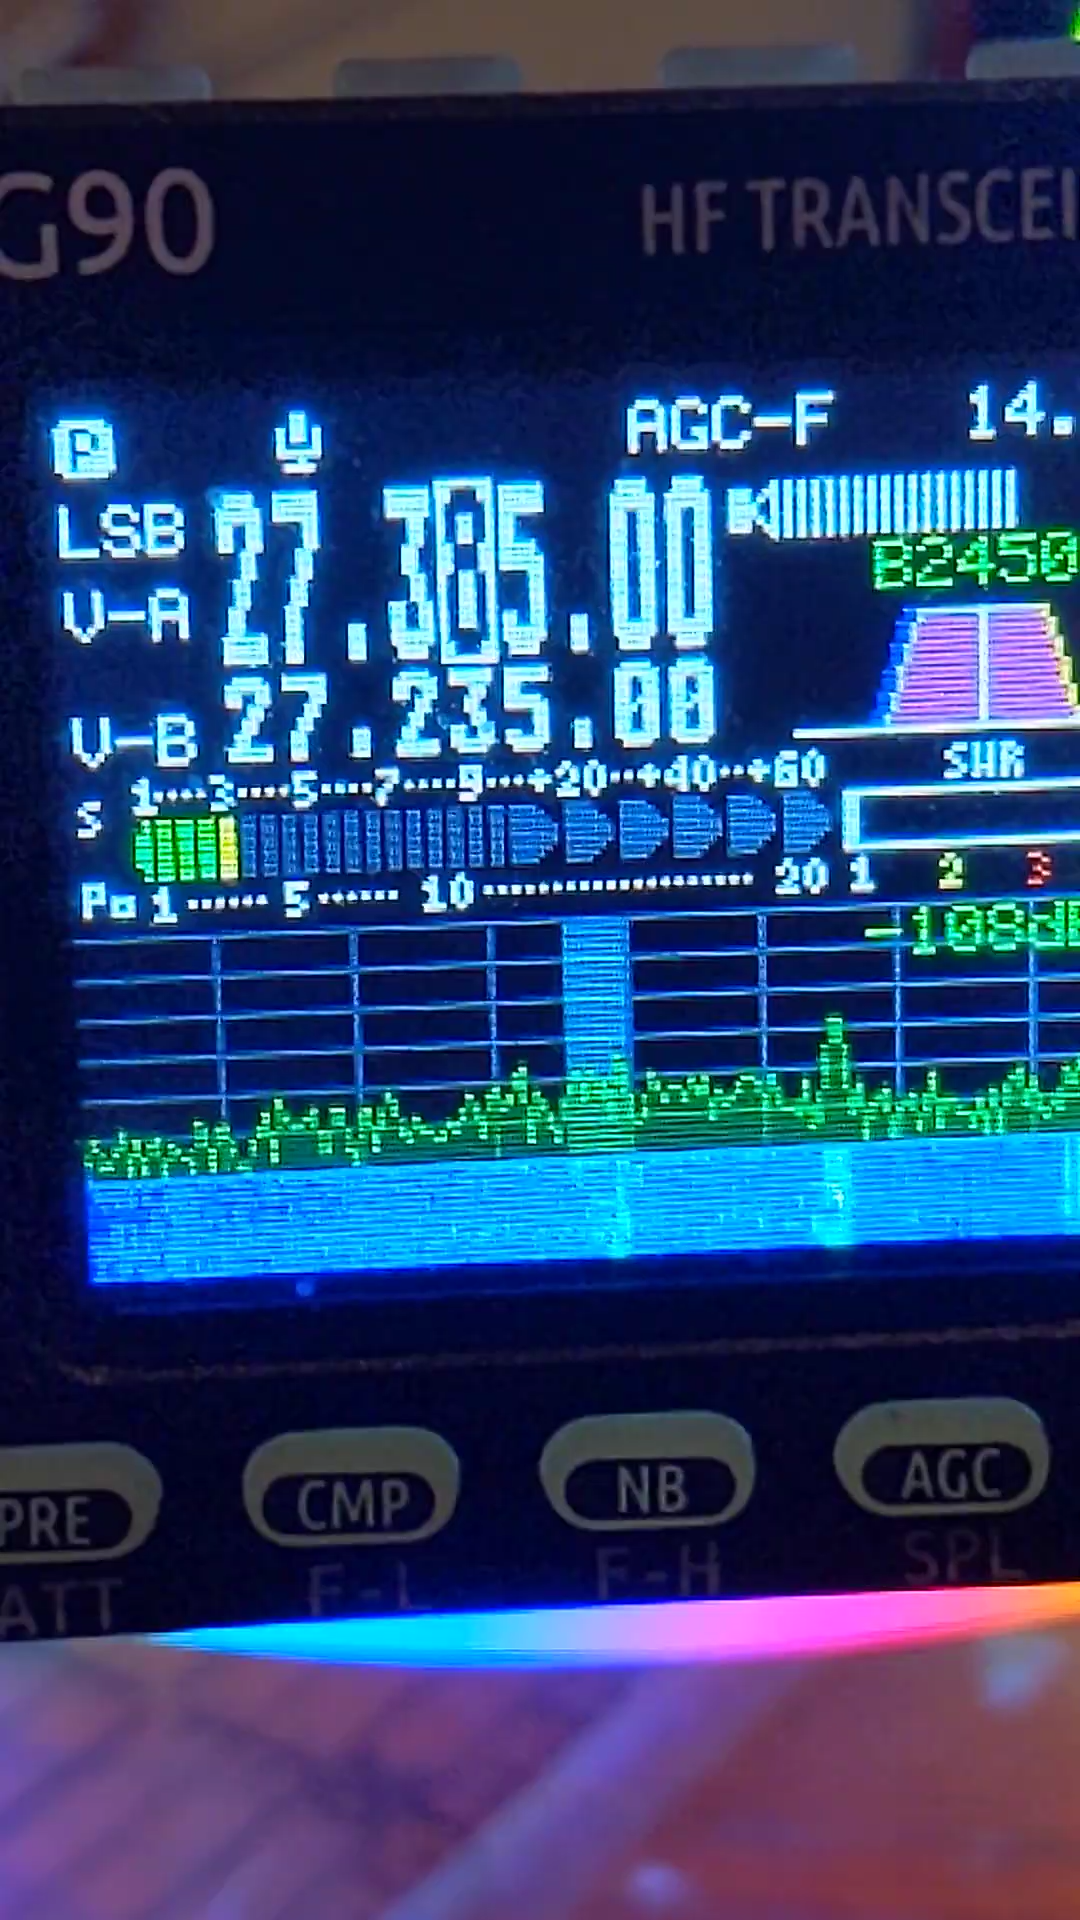 G90
HF TRANSCEI
P AGC-F 14.
LSB 27.385.00
B2450
V-A
V-B 27.235.00
SWR
S 1 3 5 7 9 +20 +40 +60
Po 1 5 10 20 1 2 3
-108dB
PRE CMP NB AGC
ATT F-L F-H SPL